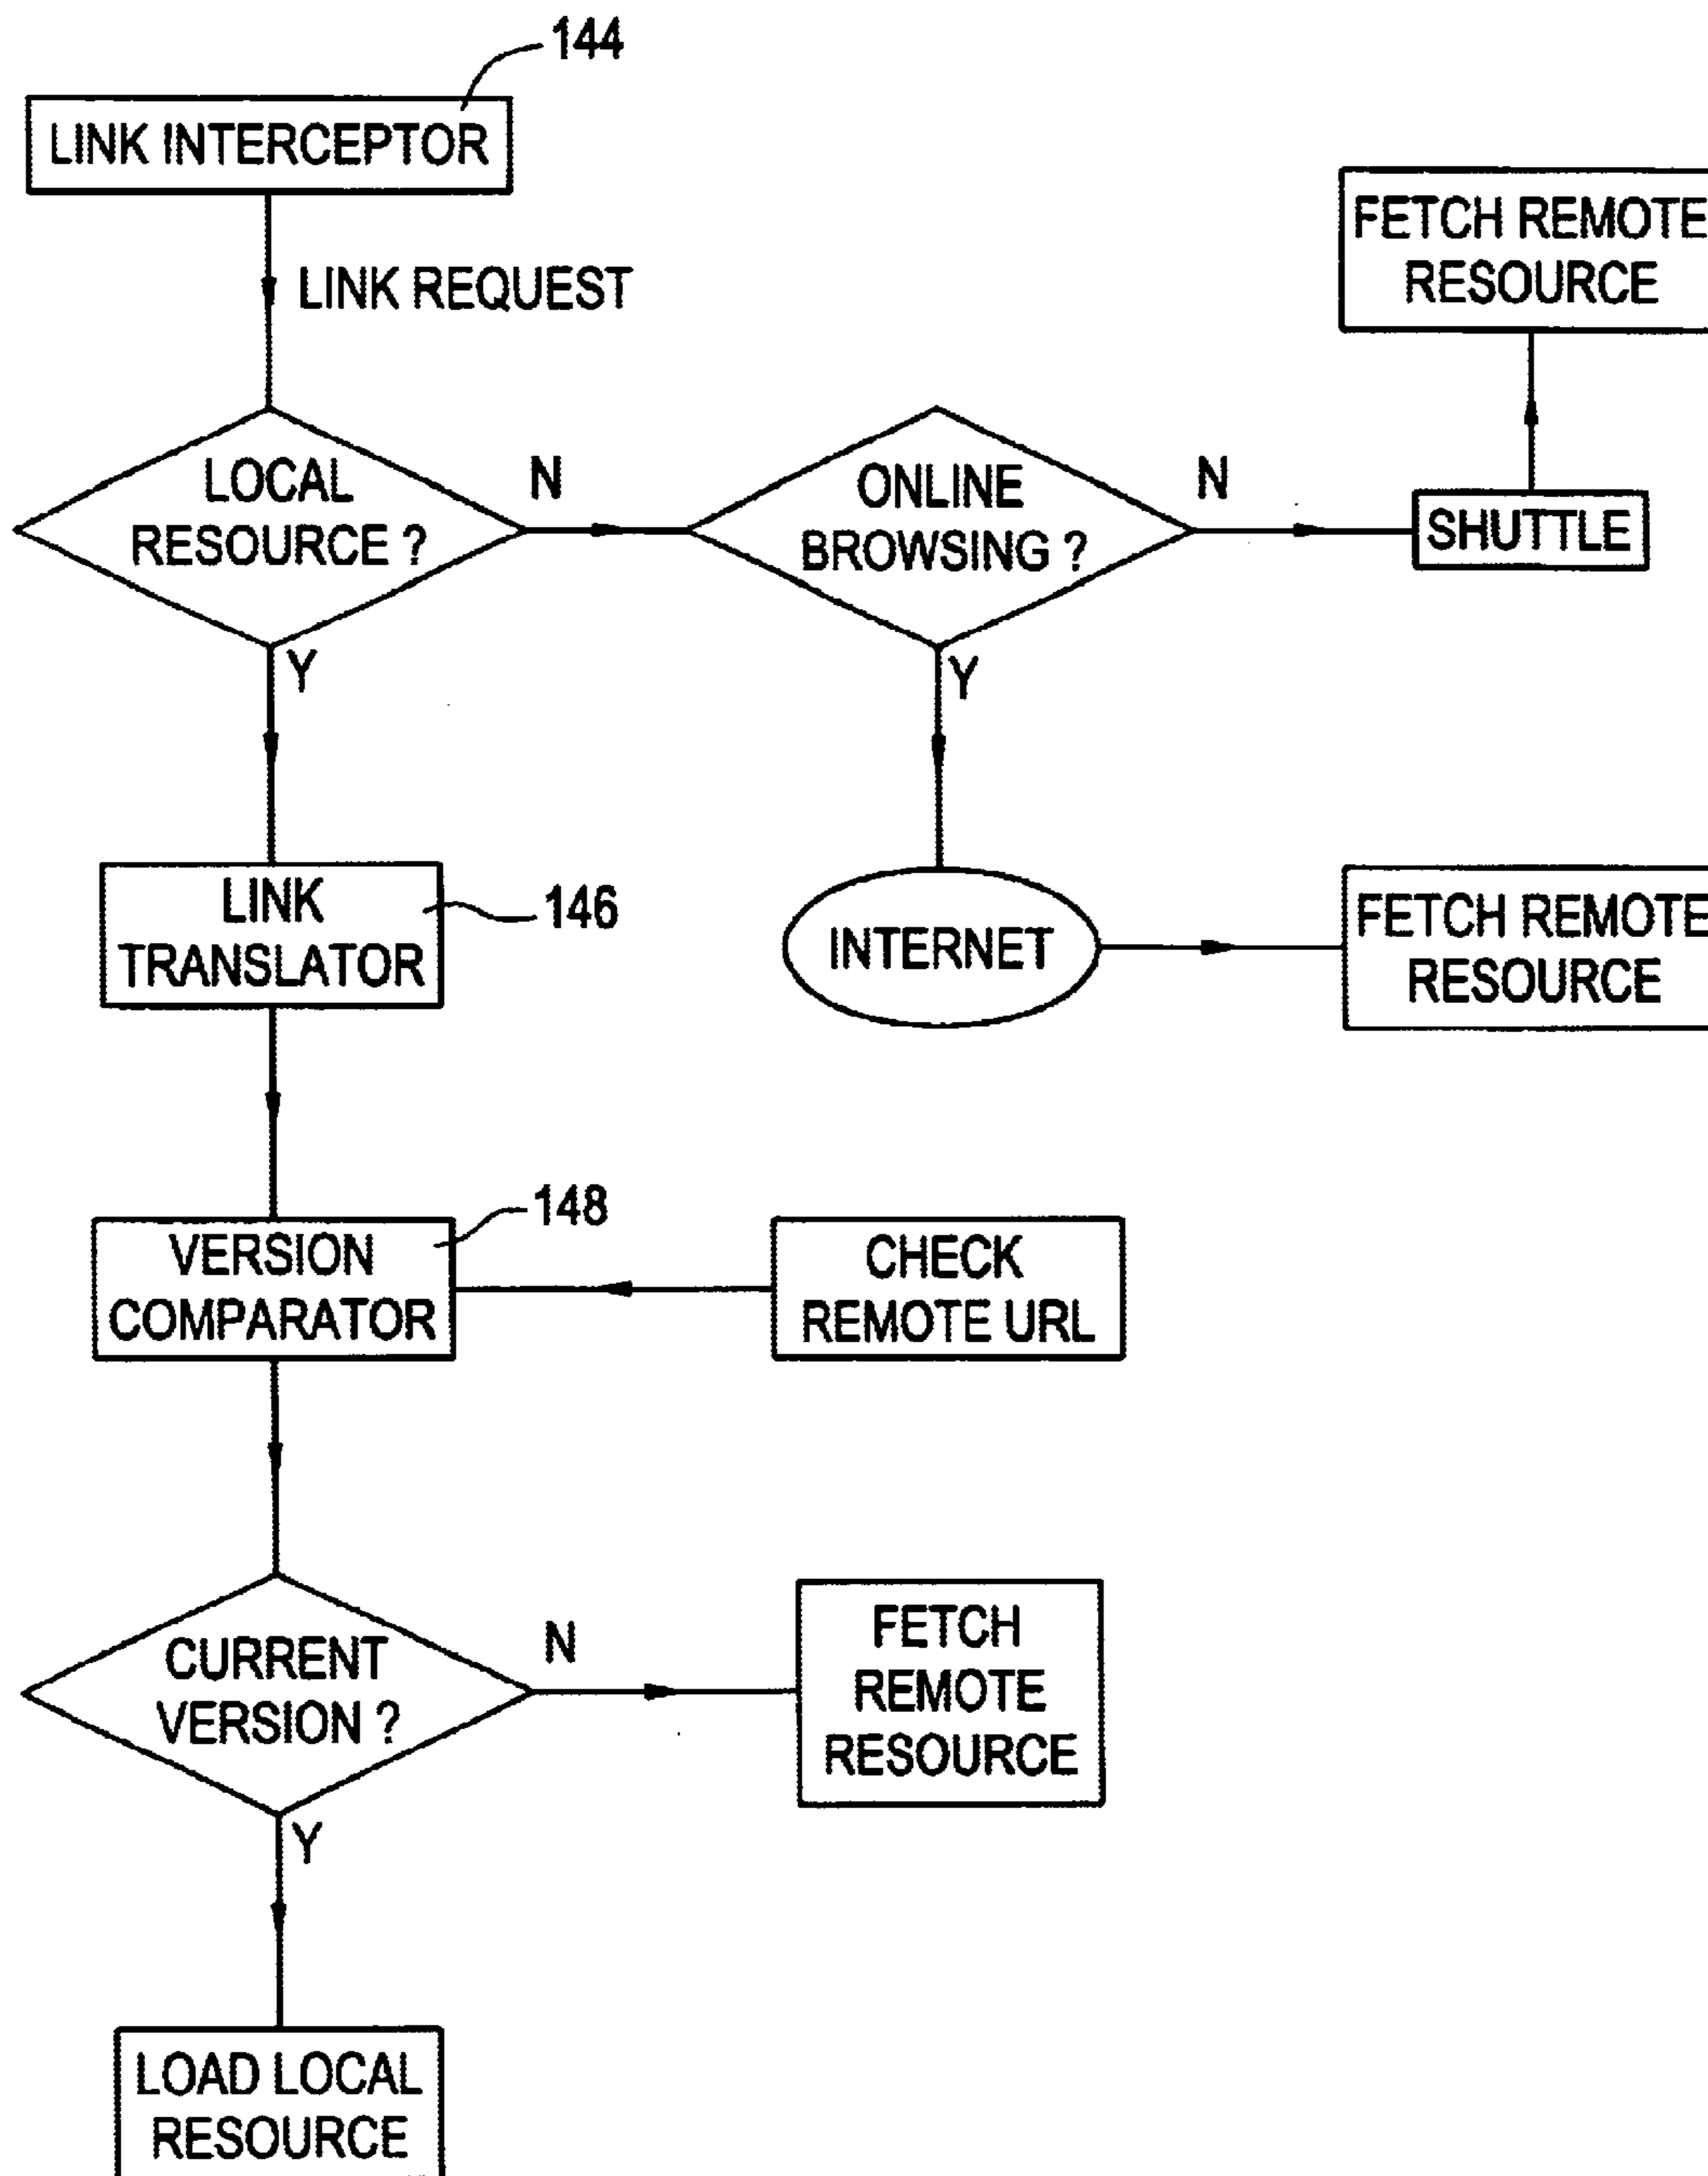 144
LINK INTERCEPTOR
LINK REQUEST
FETCH REMOTE
RESOURCE
LOCAL
RESOURCE ?
N
ONLINE
BROWSING ?
N
SHUTTLE
Y
Y
LINK
TRANSLATOR
146
INTERNET
FETCH REMOTE
RESOURCE
VERSION
COMPARATOR
148
CHECK
REMOTE URL
CURRENT
VERSION ?
N
FETCH
REMOTE
RESOURCE
Y
LOAD LOCAL
RESOURCE